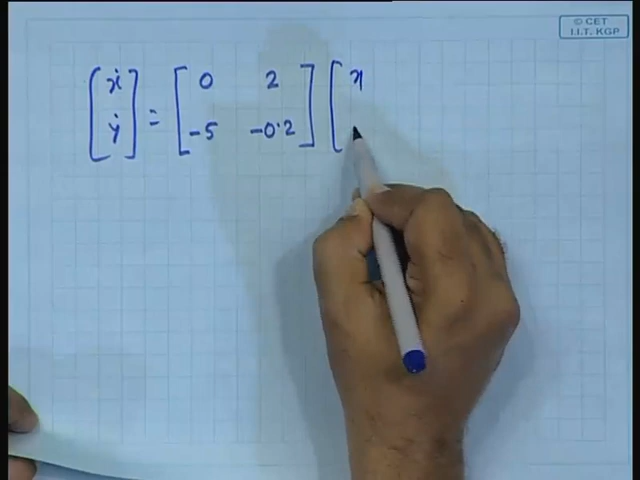 © CET
I.I.T. KGP
[ẋ ẏ] = [0 2 -5 -0.2] [x